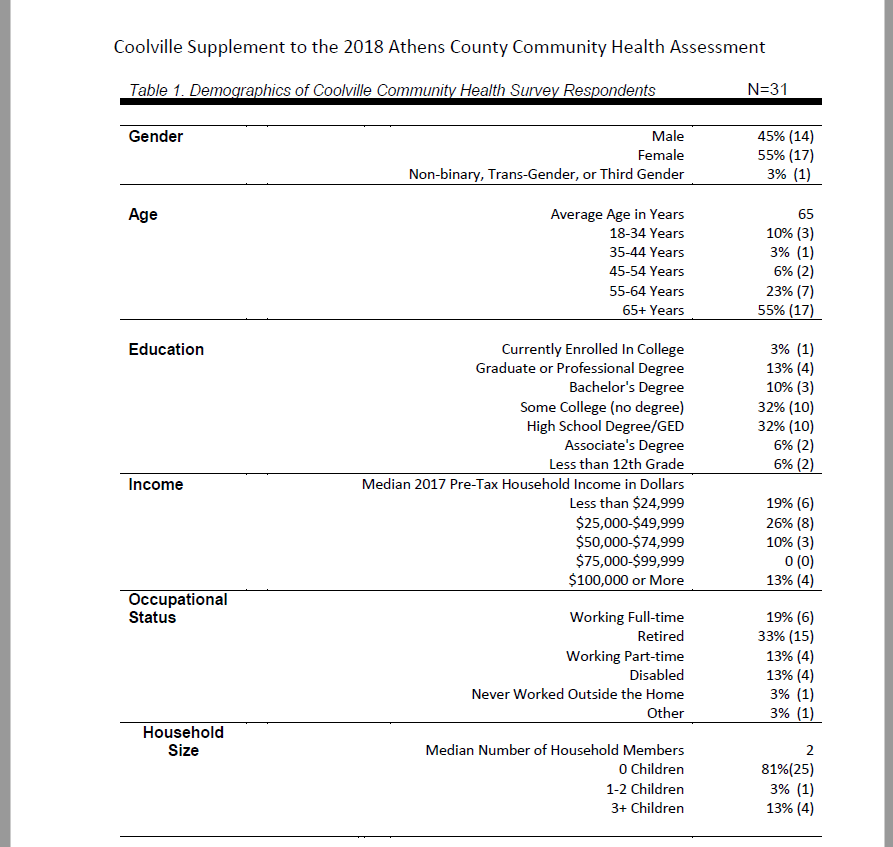 Coolville Supplement to the 2018 Athens County Community Health Assessment
Table 1. Demographics of Coolville Community Health Survey Respondents N=31
Gender Male 45% (14)
Female 55% (17)
Non-binary, Trans-Gender, or Third Gender 3% (1)
Age Average Age in Years 65
18-34 Years 10% (3)
35-44 Years 3% (1)
45-54 Years 6% (2)
55-64 Years 23% (7)
65+ Years 55% (17)
Education Currently Enrolled In College 3% (1)
Graduate or Professional Degree 13% (4)
Bachelor's Degree 10% (3)
Some College (no degree) 32% (10)
High School Degree/GED 32% (10)
Associate's Degree 6% (2)
Less than 12th Grade 6% (2)
Income Median 2017 Pre-Tax Household Income in Dollars
Less than $24,999 19% (6)
$25,000-$49,999 26% (8)
$50,000-$74,999 10% (3)
$75,000-$99,999 0 (0)
$100,000 or More 13% (4)
Occupational
Status Working Full-time 19% (6)
Retired 33% (15)
Working Part-time 13% (4)
Disabled 13% (4)
Never Worked Outside the Home 3% (1)
Other 3% (1)
Household
Size Median Number of Household Members 2
0 Children 81%(25)
1-2 Children 3% (1)
3+ Children 13% (4)